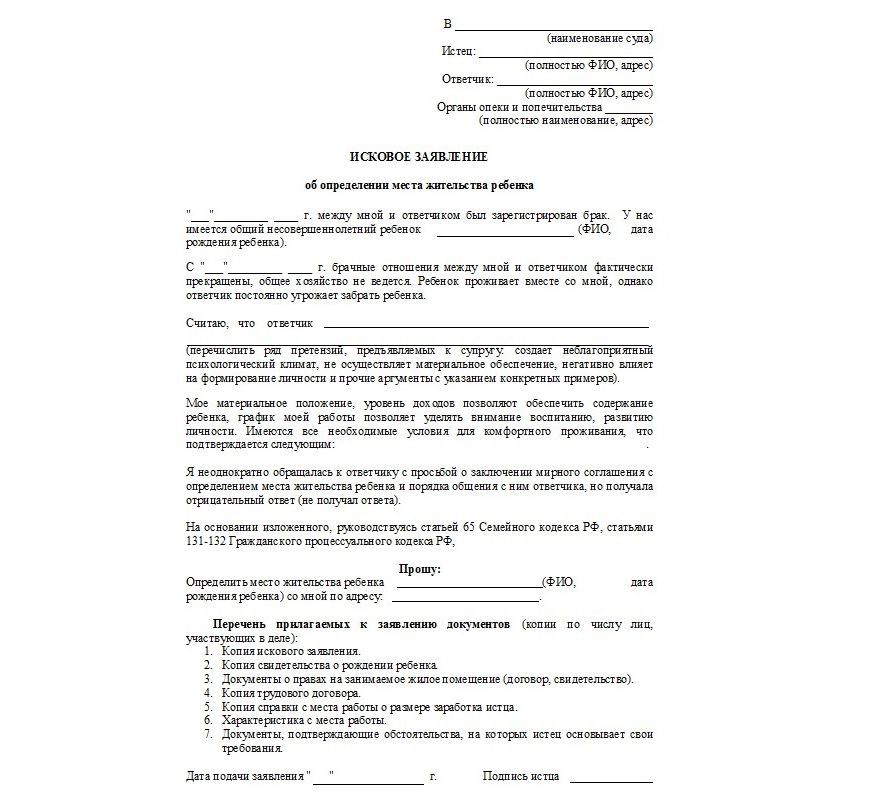 В ____________________
(наименование суда)
Истец: ____________________
(полностью ФИО, адрес)
Ответчик: ____________________
(полностью ФИО, адрес)
Органы опеки и попечительства ________
(полностью наименование, адрес)
ИСКОВОЕ ЗАЯВЛЕНИЕ
об определении места жительства ребенка
"___"_________ ____ г. между мной и ответчиком был зарегистрирован брак. У нас
имеется общий несовершеннолетний ребенок ____________________ (ФИО, дата
рождения ребенка).
С "___"_________ ____ г. брачные отношения между мной и ответчиком фактически
прекращены, общее хозяйство не ведется. Ребенок проживает вместе со мной, однако
ответчик постоянно угрожает забрать ребенка.
Считаю, что ответчик ____________________
____________________
(перечислить ряд претензий, предъявляемых к супругу: создает неблагоприятный
психологический климат, не осуществляет материальное обеспечение, негативно влияет
на формирование личности и прочие аргументы с указанием конкретных примеров).
Мое материальное положение, уровень доходов позволяют обеспечить содержание
ребенка, график моей работы позволяет уделять внимание воспитанию, развитию
личности. Имеются все необходимые условия для комфортного проживания, что
подтверждается следующим: .
Я неоднократно обращалась к ответчику с просьбой о заключении мирного соглашения с
определением места жительства ребенка и порядка общения с ним ответчика, но получала
отрицательный ответ (не получал ответа).
На основании изложенного, руководствуясь статьей 65 Семейного кодекса РФ, статьями
131-132 Гражданского процессуального кодекса РФ,
Прошу:
Определить место жительства ребенка ____________________(ФИО, дата
рождения ребенка) со мной по адресу: ____________________.
Перечень прилагаемых к заявлению документов (копии по числу лиц,
участвующих в деле):
1. Копия искового заявления.
2. Копия свидетельства о рождении ребенка.
3. Документы о правах на занимаемое жилое помещение (договор, свидетельство).
4. Копия трудового договора.
5. Копия справки с места работы о размере заработка истца.
6. Характеристика с места работы.
7. Документы, подтверждающие обстоятельства, на которых истец основывает свои
требования.
Дата подачи заявления "___"_______________ г. Подпись истца ____________